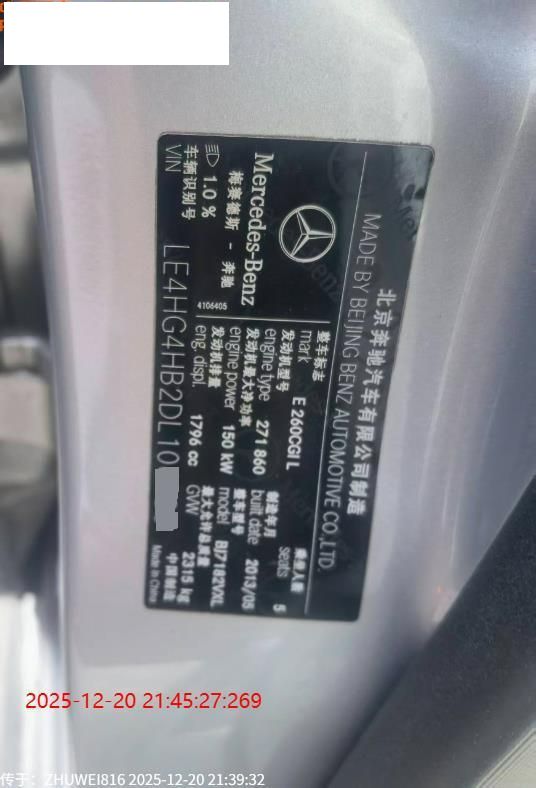 北京奔驰汽车有限公司制造
MADE BY BEIJING BENZ AUTOMOTIVE CO.,LTD.
Mercedes-Benz
梅赛德斯 - 奔驰
1.0 %
4106405
整车标志
mark
E 260CGI L
乘坐人数
seats
5
发动机型号
engine type
271 860
制造年月
built date
2013/05
发动机最大净功率
engine power
150 kW
整车型号
model
BJ7182VXL
发动机排量
eng. displ.
1796 cc
最大允许总质量
GVW
2315 kg
车辆识别号
VIN
LE4HG4HB2DL10
中国制造
Made In China
2025-12-20 21:45:27:269
传于：ZHUWEI816 2025-12-20 21:39:32